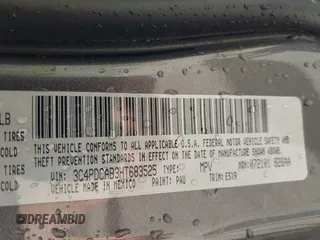 LB
TIRES
COLD
TIRES
COLD
THIS VEHICLE CONFORMS TO ALL APPLICABLE U.S.A. FEDERAL MOTOR VEHICLE SAFETY AND
THEFT PREVENTION STANDARDS IN EFFECT ON THE DATE OF MANUFACTURE SHOWN ABOVE.
VIN: 3C4PDCAB3HT683525 TYPE: MPV
MADE IN MEXICO PAINT: PAU TRIM: E5X9
DREAMBID